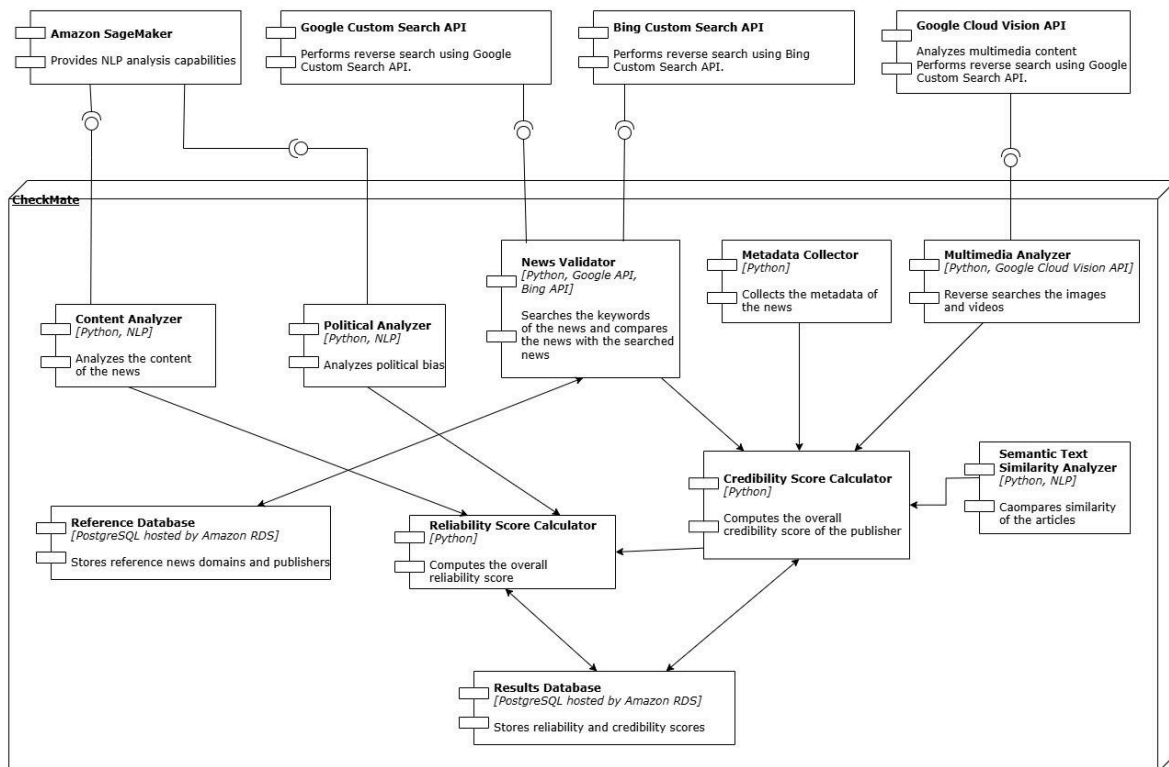 Amazon SageMaker
Provides NLP analysis capabilities
Google Custom Search API
Performs reverse search using Google
Custom Search API.
Bing Custom Search API
Performs reverse search using Bing
Custom Search API.
Google Cloud Vision API
Analyzes multimedia content
Performs reverse search using Google
Custom Search API.
CheckMate
News Validator
[Python, Google API,
Bing API]
Searches the keywords
of the news and compares
the news with the searched
news
Metadata Collector
[Python]
Collects the metadata of
the news
Multimedia Analyzer
[Python, Google Cloud Vision API]
Reverse searches the images
and videos
Content Analyzer
[Python, NLP]
Analyzes the content
of the news
Political Analyzer
[Python, NLP]
Analyzes political bias
Semantic Text
Similarity Analyzer
[Python, NLP]
Caompares similarity
of the articles
Credibility Score Calculator
[Python]
Computes the overall
credibility score of the publisher
Reference Database
[PostgreSQL hosted by Amazon RDS]
Stores reference news domains and publishers
Reliability Score Calculator
[Python]
Computes the overall
reliability score
Results Database
[PostgreSQL hosted by Amazon RDS]
Stores reliability and credibility scores